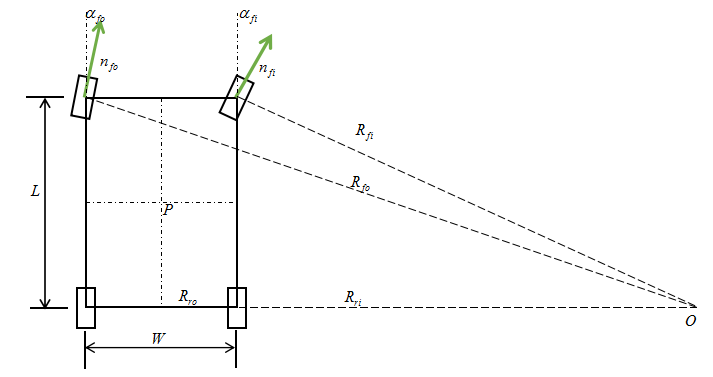 α_fo α_fi
n_fo n_fi
R_fi
R_fo
L
P
R_ro R_ri
O
W